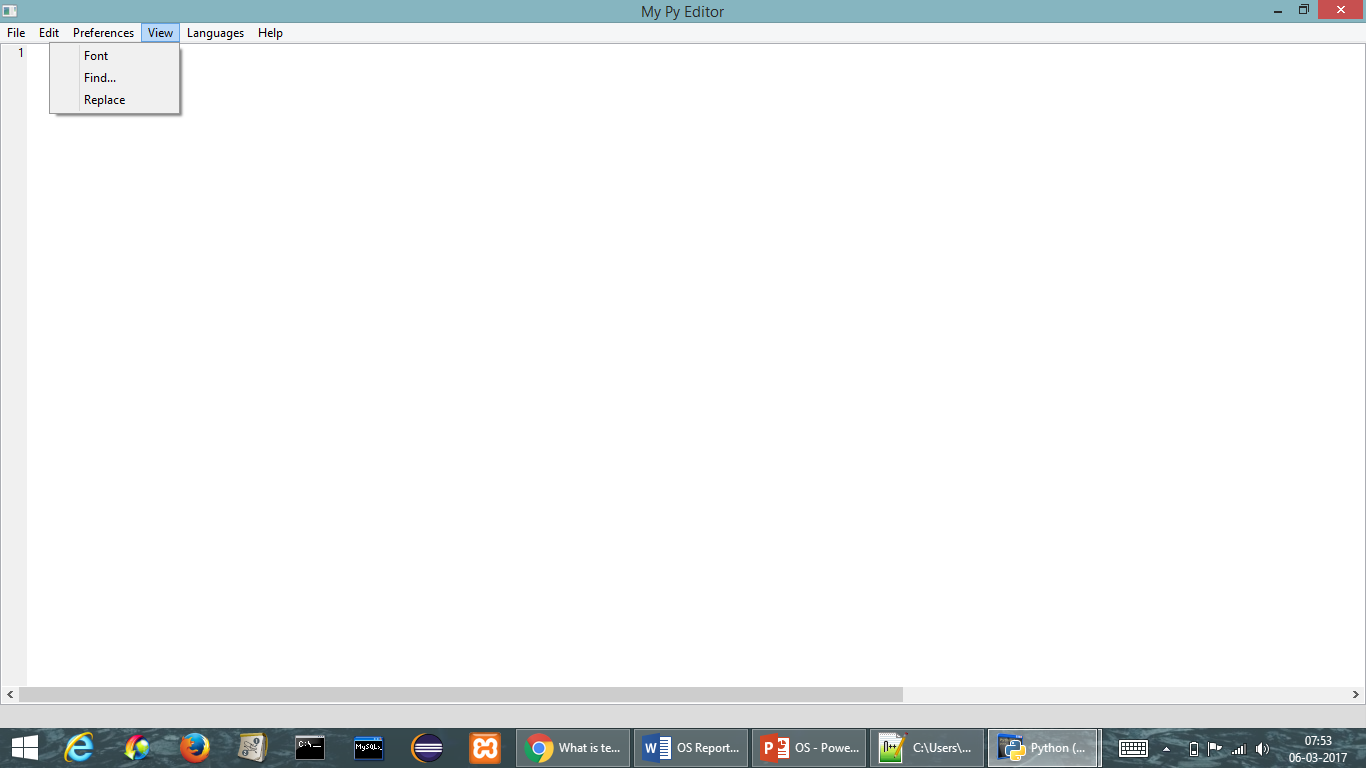 My Py Editor
File Edit Preferences View Languages Help
1
Font
Find...
Replace
C:\_
MySQL
What is te...
OS Report...
OS - Powe...
C:\Users\...
Python (...
07:53
06-03-2017